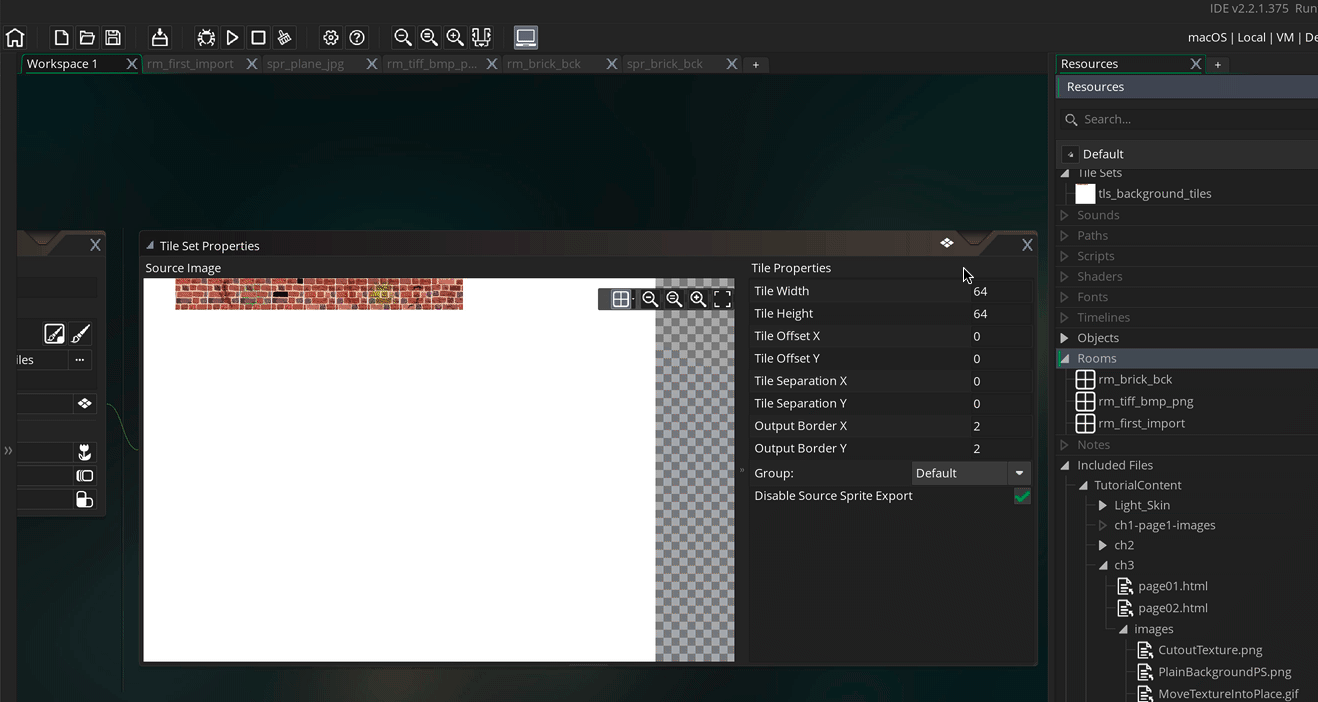 IDE v2.2.1.375 Run
macOS | Local | VM | De
Workspace 1
rm_first_import
spr_plane_jpg
rm_tiff_bmp_p...
rm_brick_bck
spr_brick_bck
Resources
Resources
Search...
Default
Tile Sets
tls_background_tiles
Sounds
Paths
Scripts
Shaders
Fonts
Timelines
Objects
Rooms
rm_brick_bck
rm_tiff_bmp_png
rm_first_import
Notes
Included Files
TutorialContent
Light_Skin
ch1-page1-images
ch2
ch3
page01.html
page02.html
images
CutoutTexture.png
PlainBackgroundPS.png
MoveTextureIntoPlace.gif
iles
...
Tile Set Properties
Source Image
Tile Properties
Tile Width 64
Tile Height 64
Tile Offset X 0
Tile Offset Y 0
Tile Separation X 0
Tile Separation Y 0
Output Border X 2
Output Border Y 2
Group: Default
Disable Source Sprite Export